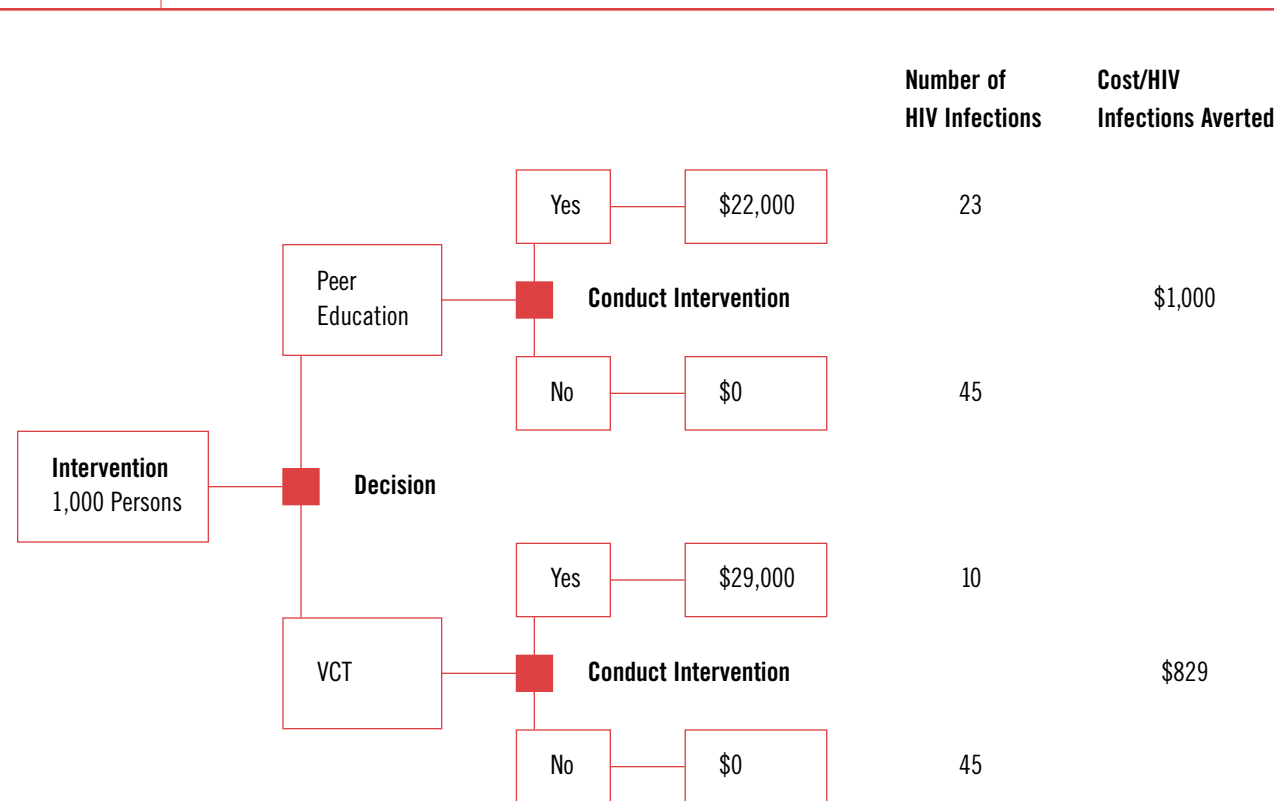 Number of
HIV Infections
Cost/HIV
Infections Averted
Yes
$22,000
23
Peer
Education
Conduct Intervention
$1,000
No
$0
45
Intervention
1,000 Persons
Decision
Yes
$29,000
10
VCT
Conduct Intervention
$829
No
$0
45